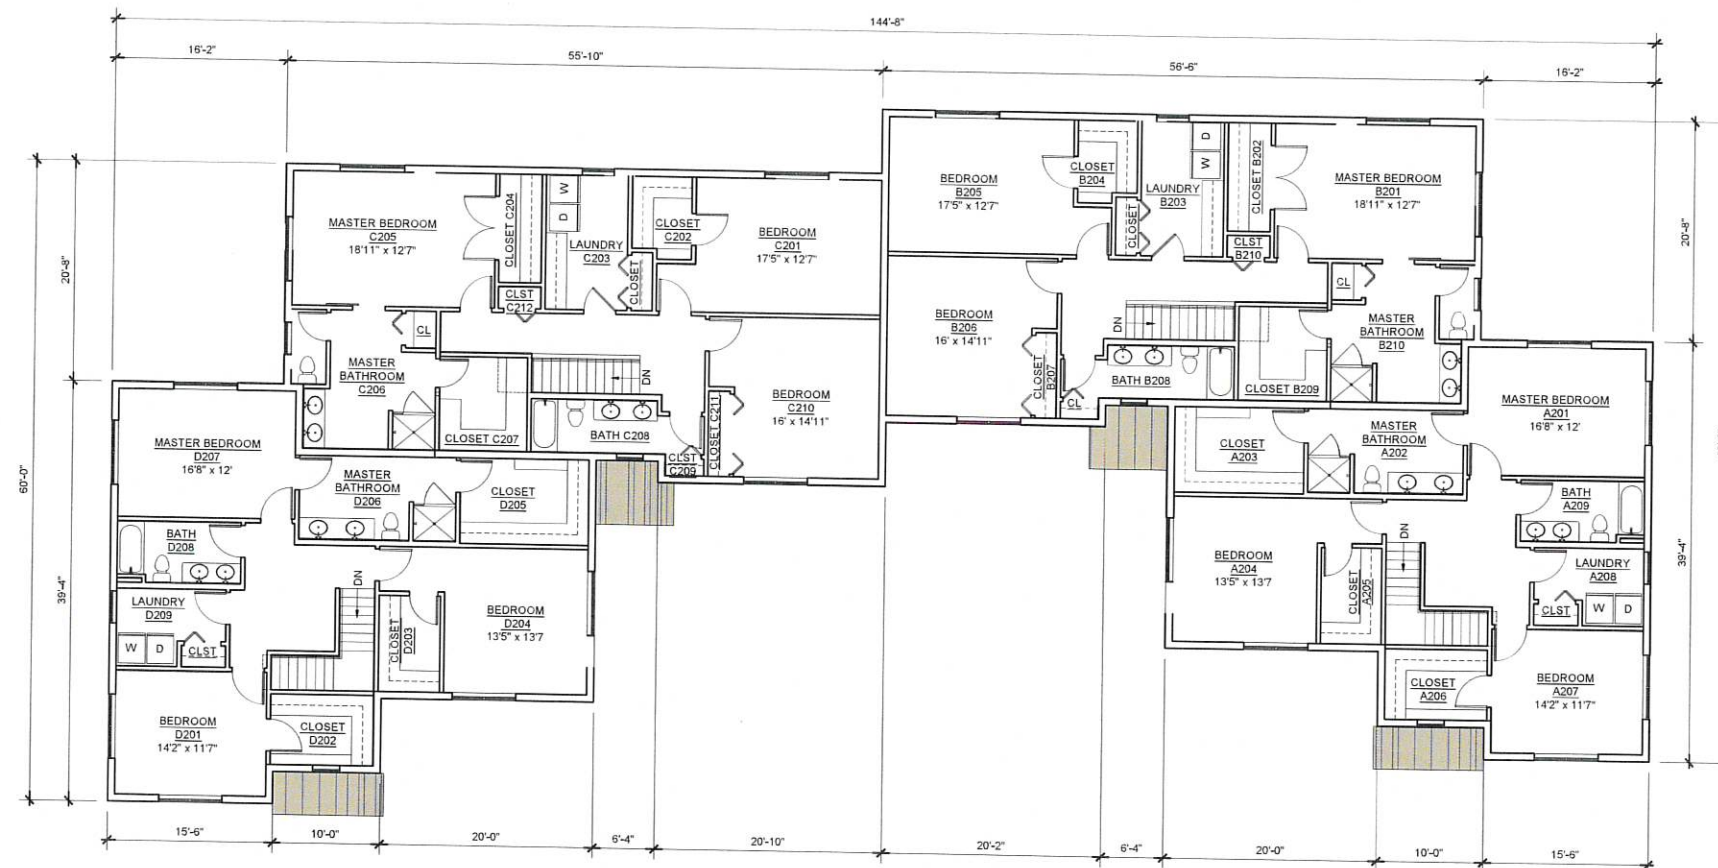 144'-8"
16'-2"
55'-10"
56'-6"
16'-2"
60'-0"
20'-8"
39'-4"
20'-8"
39'-4"
MASTER BEDROOM
C205
18'11" x 12'7"
CLOSET C204
W
D
LAUNDRY
C203
CLOSET
C202
CLOSET
BEDROOM
C201
17'5" x 12'7"
CLST
C212
CL
MASTER
BATHROOM
C206
CLOSET C207
DN
BATH C208
CLST
C209
CLOSET C211
BEDROOM
C210
16' x 14'11"
BEDROOM
B205
17'5" x 12'7"
CLOSET
B204
CLOSET
LAUNDRY
B203
D
W
CLOSET B202
CLST
B210
MASTER BEDROOM
B201
18'11" x 12'7"
BEDROOM
B206
16' x 14'11"
CLOSET
B207
CL
DN
BATH B208
CLOSET B209
CL
MASTER
BATHROOM
B210
MASTER BEDROOM
D207
16'8" x 12'
MASTER
BATHROOM
D206
CLOSET
D205
BATH
D208
LAUNDRY
D209
W
D
CLST
DN
CLOSET
D203
BEDROOM
D204
13'5" x 13'7
BEDROOM
D201
14'2" x 11'7"
CLOSET
D202
MASTER BEDROOM
A201
16'8" x 12'
MASTER
BATHROOM
A202
CLOSET
A203
BEDROOM
A204
13'5" x 13'7
CLOSET
A205
DN
BATH
A209
LAUNDRY
A208
CLST
W
D
CLOSET
A206
BEDROOM
A207
14'2" x 11'7"
15'-6"
10'-0"
20'-0"
6'-4"
20'-10"
20'-2"
6'-4"
20'-0"
10'-0"
15'-6"